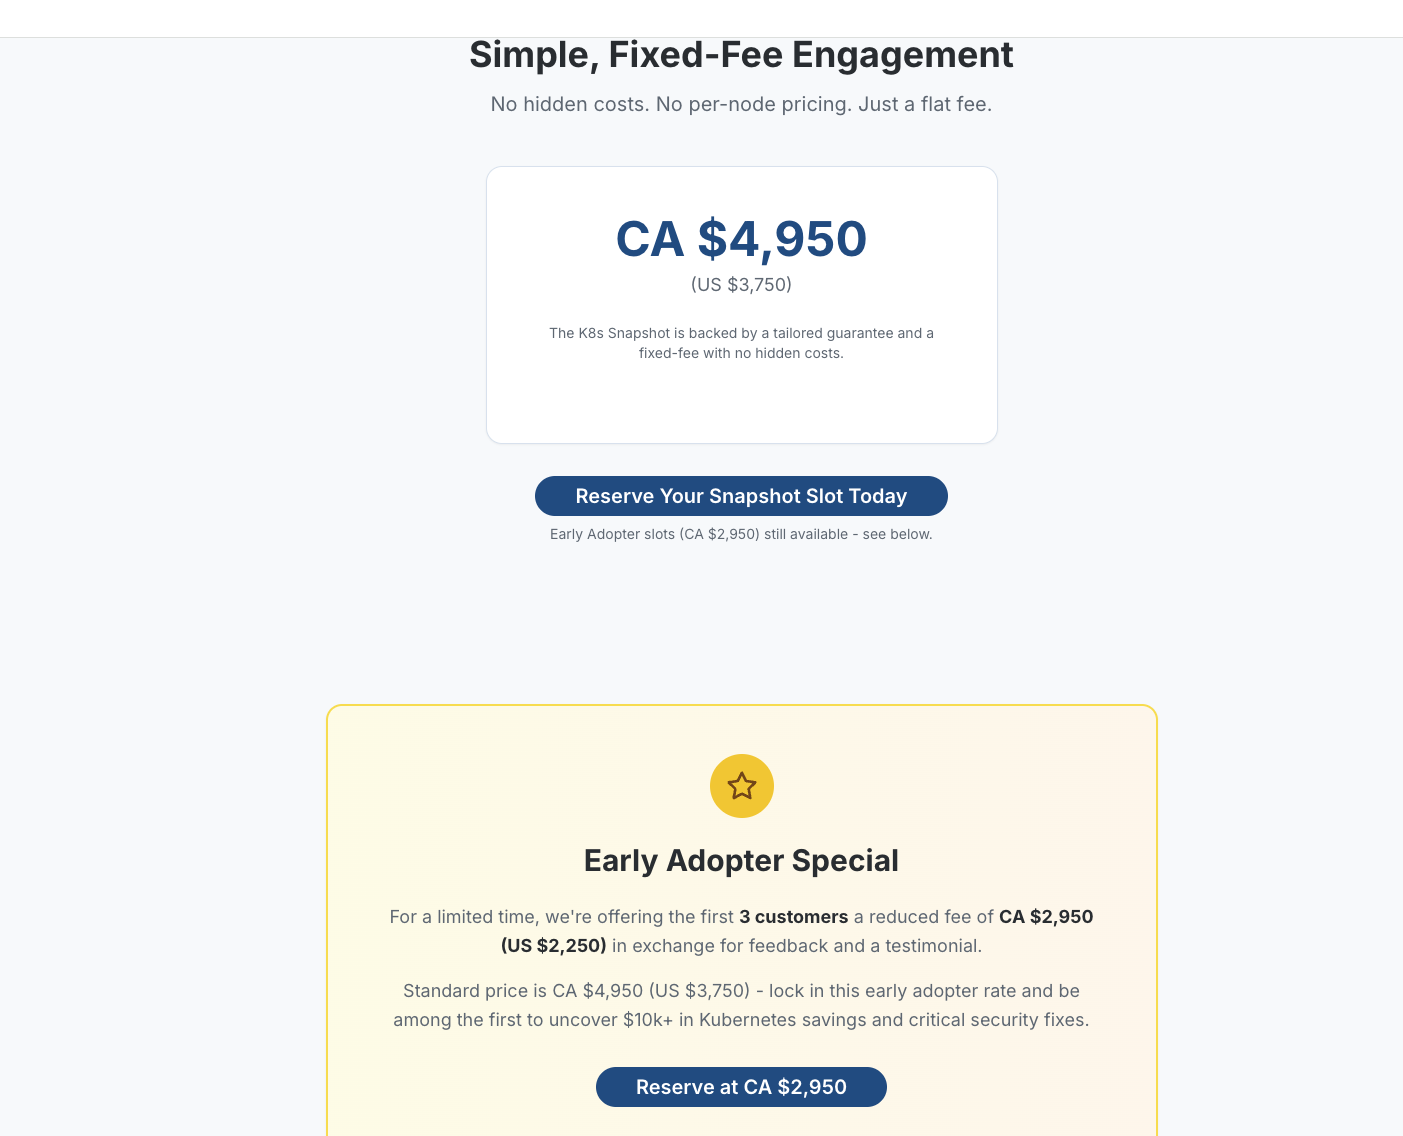 Simple, Fixed-Fee Engagement
No hidden costs. No per-node pricing. Just a flat fee.
CA $4,950
(US $3,750)
The K8s Snapshot is backed by a tailored guarantee and a
fixed-fee with no hidden costs.
Reserve Your Snapshot Slot Today
Early Adopter slots (CA $2,950) still available - see below.
Early Adopter Special
For a limited time, we're offering the first 3 customers a reduced fee of CA $2,950
(US $2,250) in exchange for feedback and a testimonial.
Standard price is CA $4,950 (US $3,750) - lock in this early adopter rate and be
among the first to uncover $10k+ in Kubernetes savings and critical security fixes.
Reserve at CA $2,950